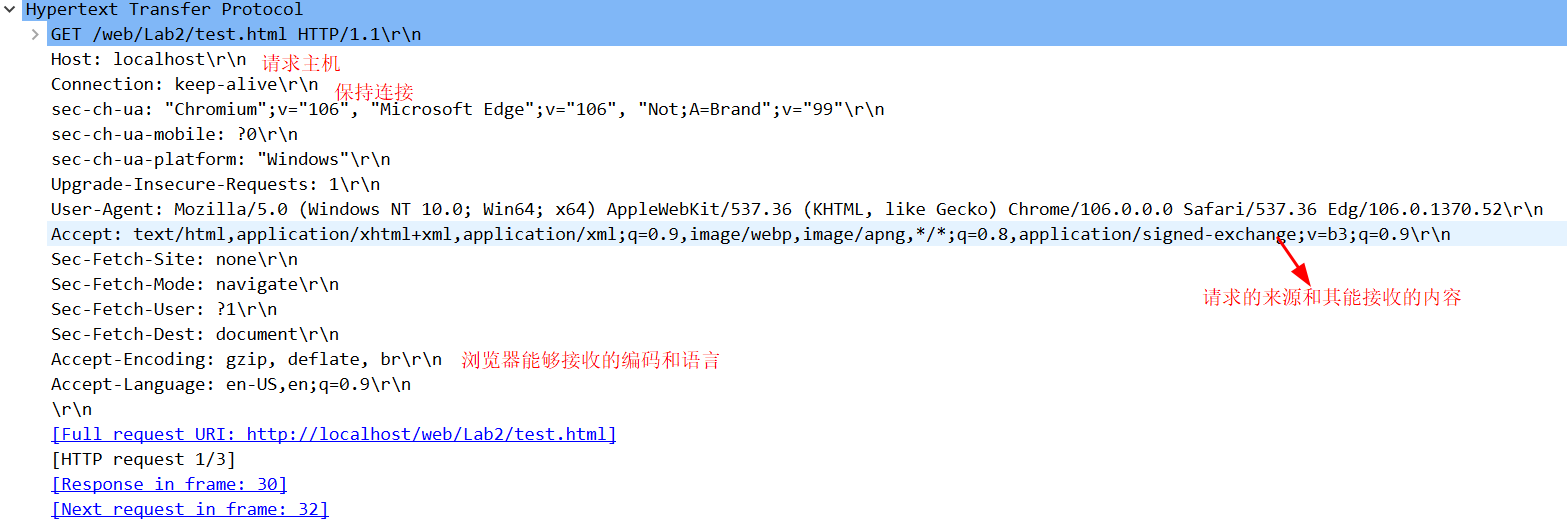 Hypertext Transfer Protocol
GET /web/Lab2/test.html HTTP/1.1\r\n
Host: localhost\r\n 请求主机
Connection: keep-alive\r\n 保持连接
sec-ch-ua: "Chromium";v="106", "Microsoft Edge";v="106", "Not;A=Brand";v="99"\r\n
sec-ch-ua-mobile: ?0\r\n
sec-ch-ua-platform: "Windows"\r\n
Upgrade-Insecure-Requests: 1\r\n
User-Agent: Mozilla/5.0 (Windows NT 10.0; Win64; x64) AppleWebKit/537.36 (KHTML, like Gecko) Chrome/106.0.0.0 Safari/537.36 Edg/106.0.1370.52\r\n
Accept: text/html,application/xhtml+xml,application/xml;q=0.9,image/webp,image/apng,*/*;q=0.8,application/signed-exchange;v=b3;q=0.9\r\n
Sec-Fetch-Site: none\r\n
Sec-Fetch-Mode: navigate\r\n
请求的来源和其能接收的内容
Sec-Fetch-User: ?1\r\n
Sec-Fetch-Dest: document\r\n
Accept-Encoding: gzip, deflate, br\r\n 浏览器能够接收的编码和语言
Accept-Language: en-US,en;q=0.9\r\n
\r\n
[Full request URI: http://localhost/web/Lab2/test.html]
[HTTP request 1/3]
[Response in frame: 30]
[Next request in frame: 32]